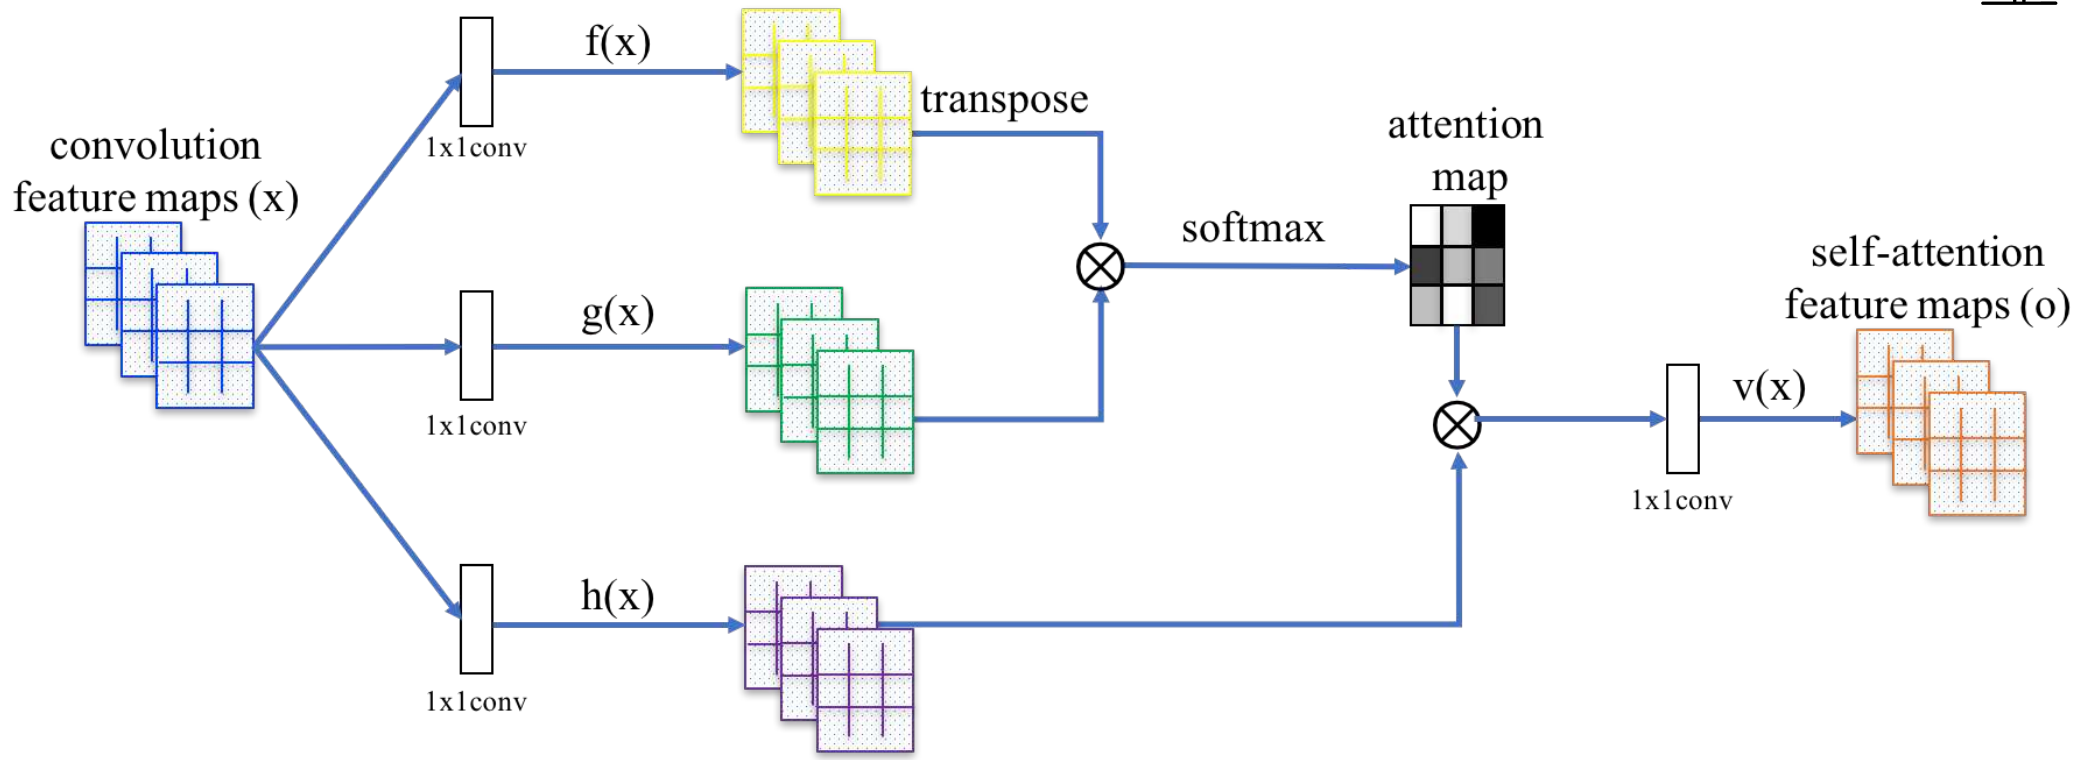 convolution
feature maps (x)
1x1conv
f(x)
transpose
1x1conv
g(x)
1x1conv
h(x)
softmax
attention
map
1x1conv
v(x)
self-attention
feature maps (o)